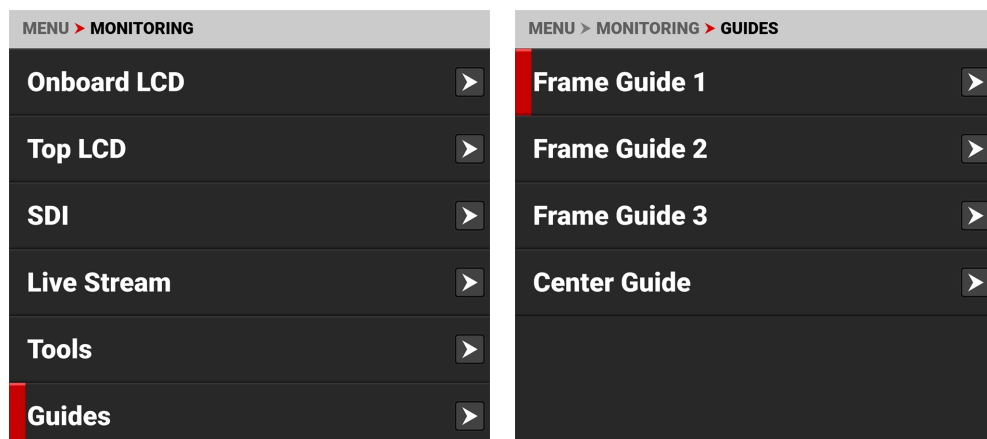 MENU MONITORING
Onboard LCD
Top LCD
SDI
Live Stream
Tools
Guides
MENU MONITORING GUIDES
Frame Guide 1
Frame Guide 2
Frame Guide 3
Center Guide